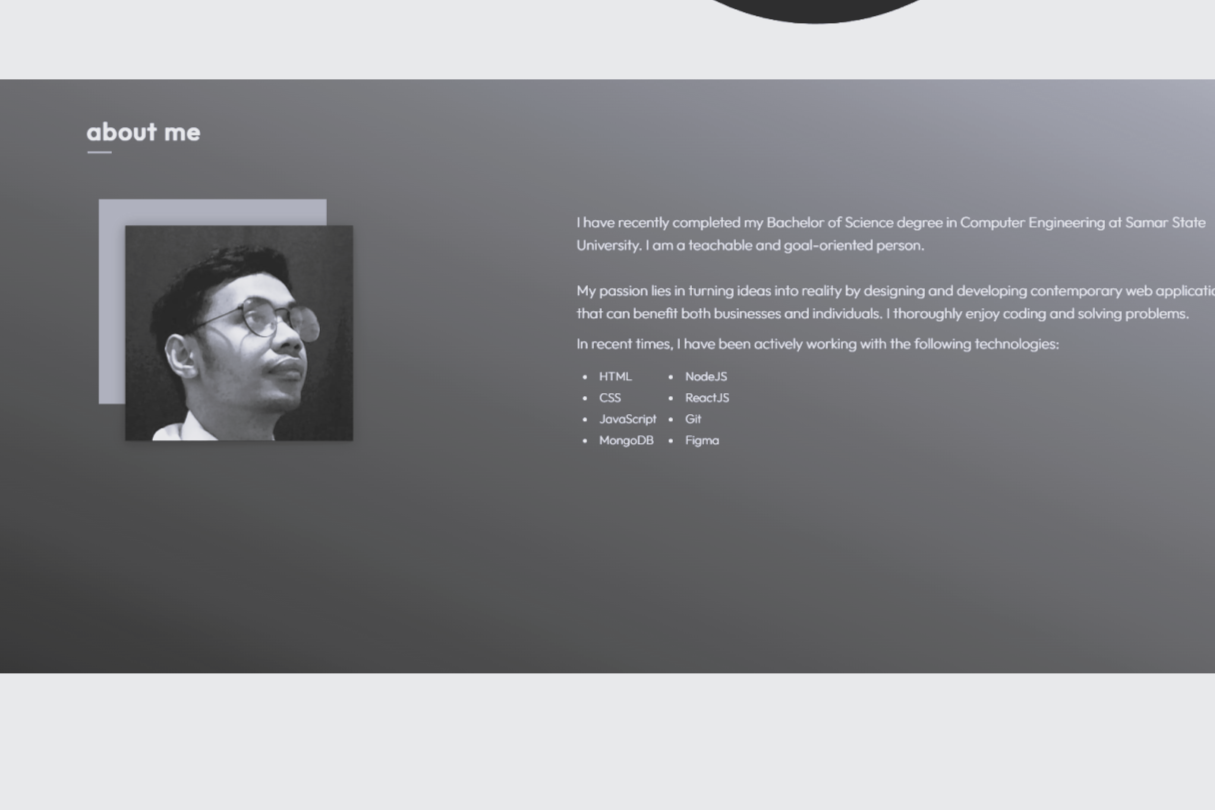 about me
I have recently completed my Bachelor of Science degree in Computer Engineering at Samar State
University. I am a teachable and goal-oriented person.
My passion lies in turning ideas into reality by designing and developing contemporary web applicatio
that can benefit both businesses and individuals. I thoroughly enjoy coding and solving problems.
In recent times, I have been actively working with the following technologies:
• HTML • NodeJS
• CSS • ReactJS
• JavaScript • Git
• MongoDB • Figma